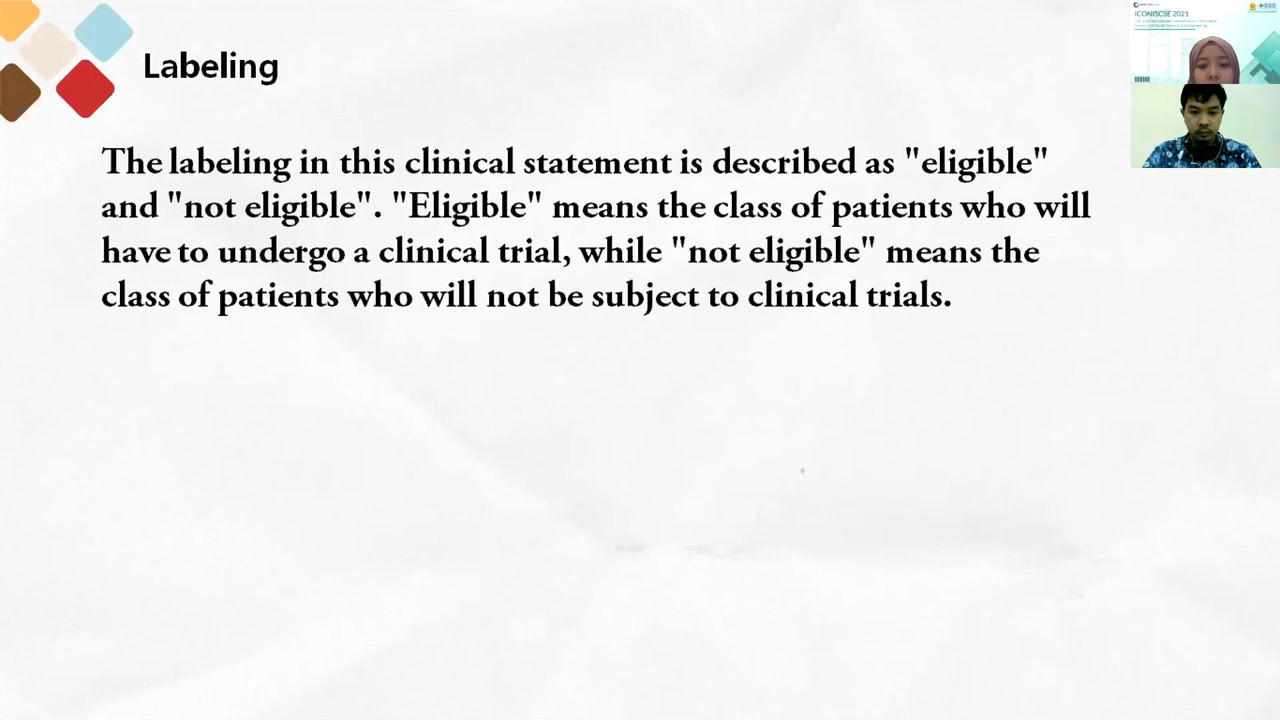 Labeling
The labeling in this clinical statement is described as "eligible"
and "not eligible". "Eligible" means the class of patients who will
have to undergo a clinical trial, while "not eligible" means the
class of patients who will not be subject to clinical trials.
ICONISCSE 2021
IEEE